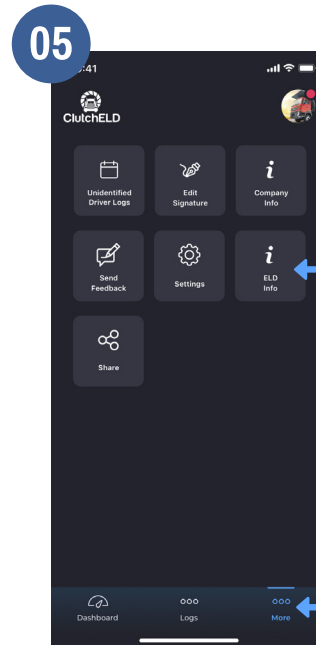 05
:41
ClutchELD
Unidentified
Driver Logs
Edit
Signature
Company
Info
Send
Feedback
Settings
ELD
Info
Share
Dashboard
Logs
More